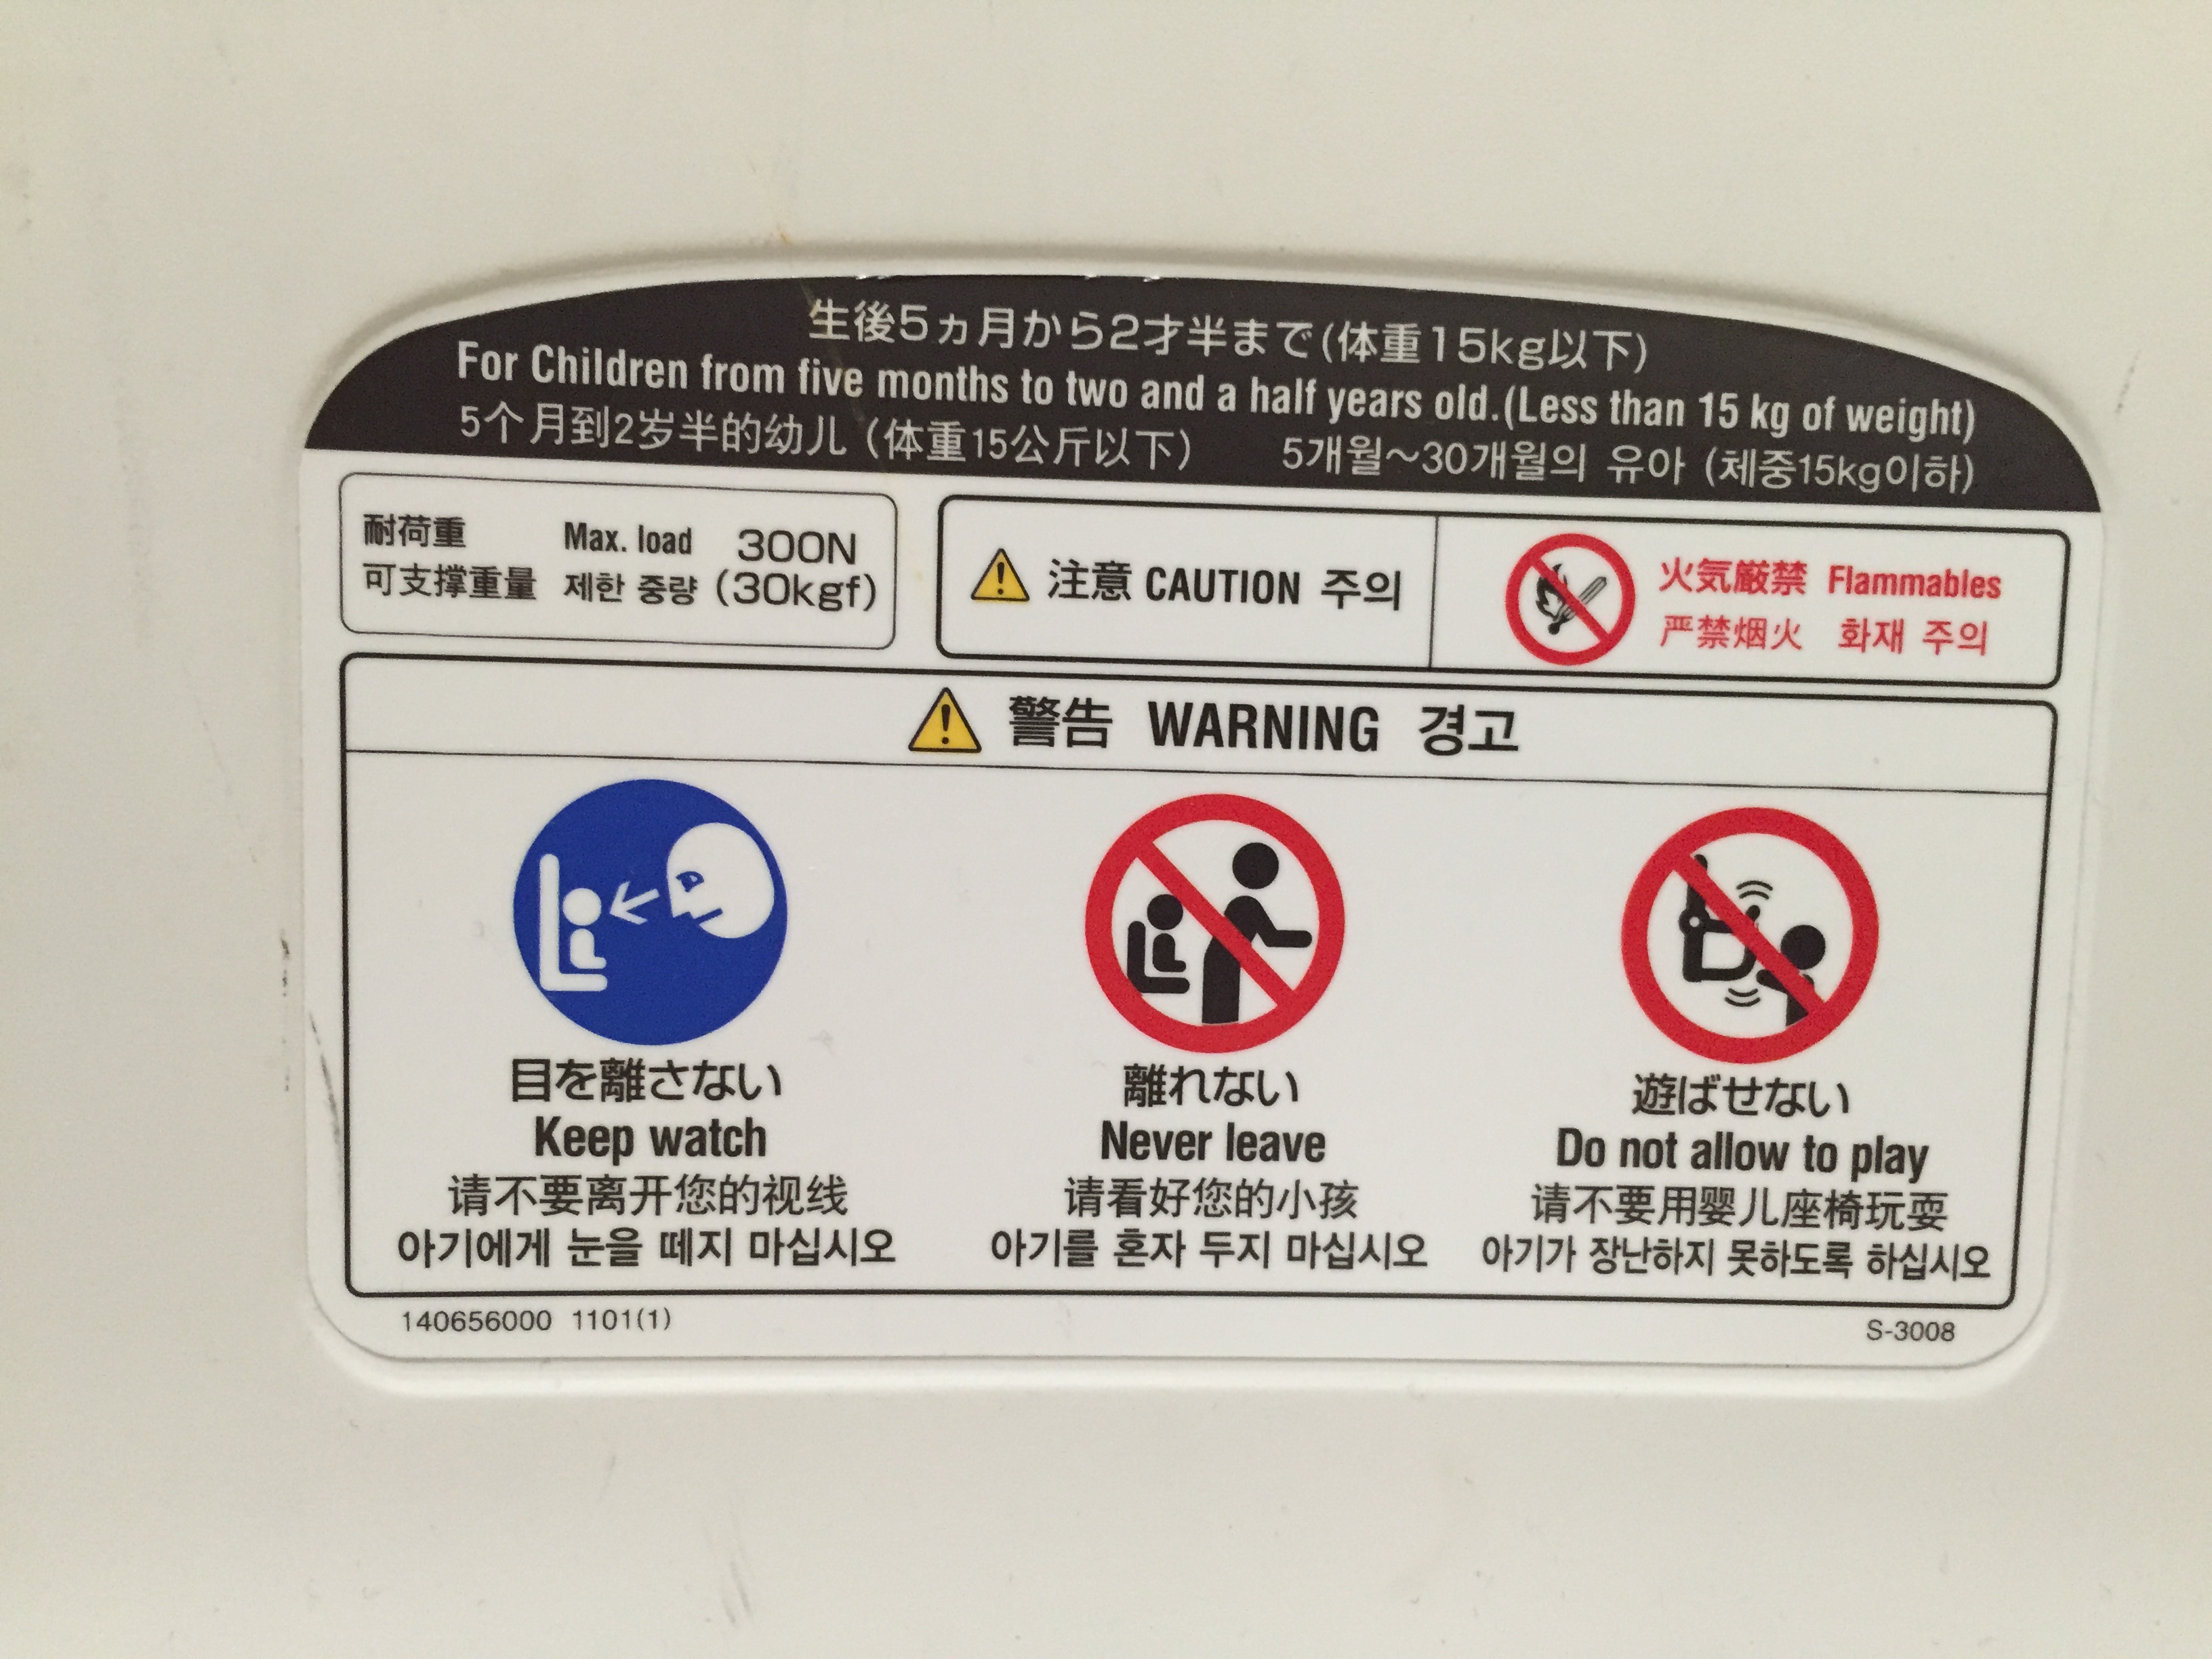 生後5ヵ月から2才半まで(体重15kg以下)
For Children from five months to two and a half years old.(Less than 15 kg of weight)
5个月到2岁半的幼儿（体重15公斤以下） 5개월～30개월의 유아 (체중15kg이하)
耐荷重 Max. load 300N
可支撑重量 제한 중량 (30kgf)
注意 CAUTION 주의
火気厳禁 Flammables
严禁烟火 화재 주의
警告 WARNING 경고
目を離さない
Keep watch
请不要离开您的视线
아기에게 눈을 떼지 마십시오
離れない
Never leave
请看好您的小孩
아기를 혼자 두지 마십시오
遊ばせない
Do not allow to play
请不要用婴儿座椅玩耍
아기가 장난하지 못하도록 하십시오
140656000 1101(1)
S-3008